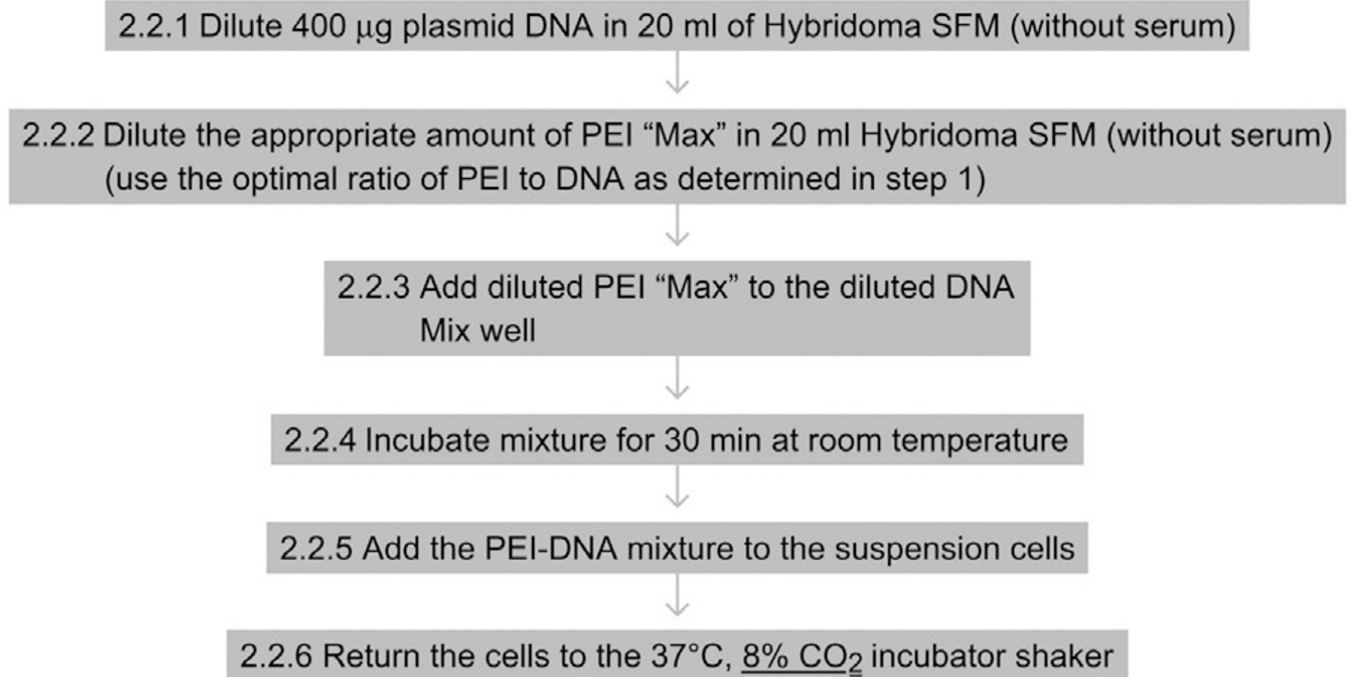 2.2.1 Dilute 400 μg plasmid DNA in 20 ml of Hybridoma SFM (without serum)
2.2.2 Dilute the appropriate amount of PEI “Max” in 20 ml Hybridoma SFM (without serum)
(use the optimal ratio of PEI to DNA as determined in step 1)
2.2.3 Add diluted PEI “Max” to the diluted DNA
Mix well
2.2.4 Incubate mixture for 30 min at room temperature
2.2.5 Add the PEI-DNA mixture to the suspension cells
2.2.6 Return the cells to the 37°C, 8% CO₂ incubator shaker